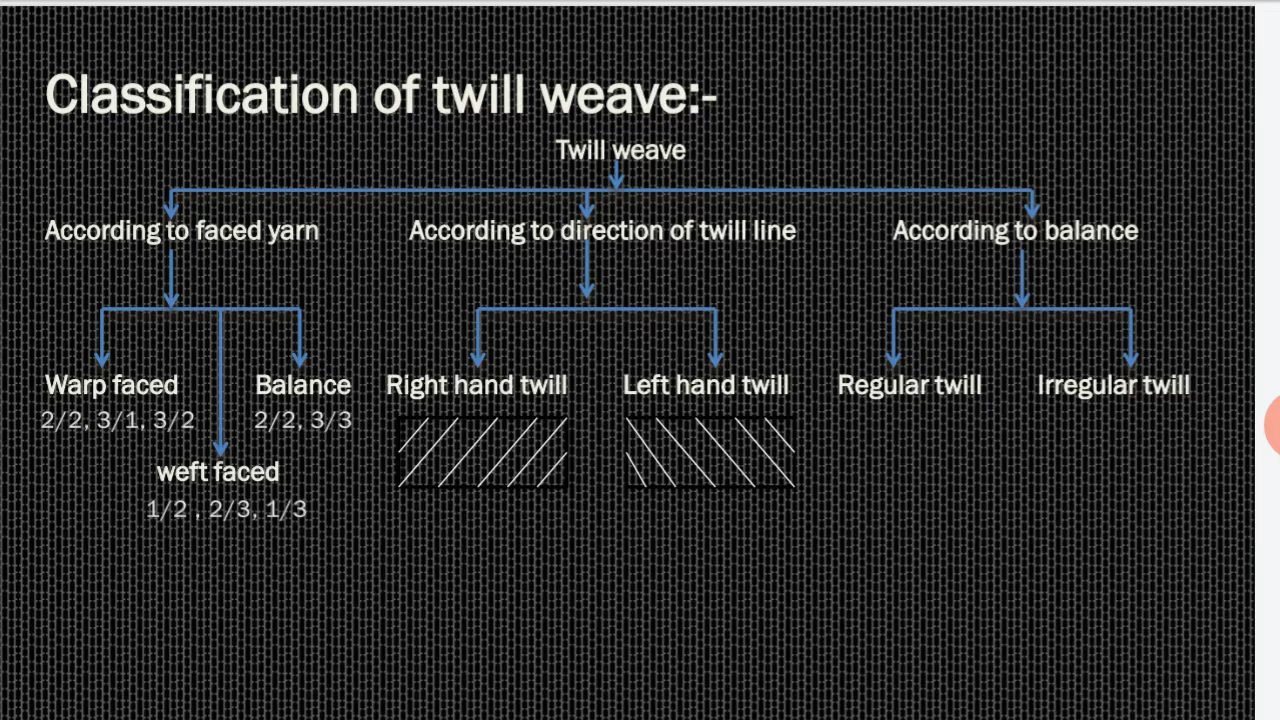 Classification of twill weave:-
Twill weave
According to faced yarn
According to direction of twill line
According to balance
Warp faced
Balance
Right hand twill
Left hand twill
Regular twill
Irregular twill
2/2, 3/1, 3/2
2/2, 3/3
weft faced
1/2 , 2/3, 1/3